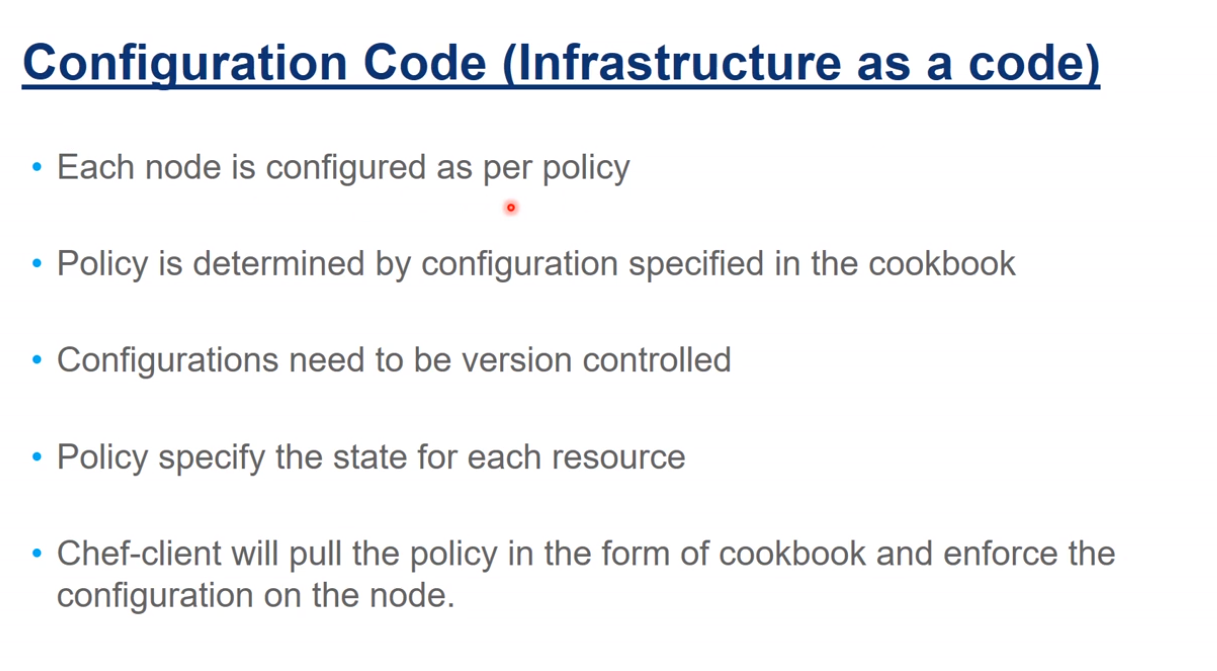 Configuration Code (Infrastructure as a code)
• Each node is configured as per policy
• Policy is determined by configuration specified in the cookbook
• Configurations need to be version controlled
• Policy specify the state for each resource
• Chef-client will pull the policy in the form of cookbook and enforce the
configuration on the node.